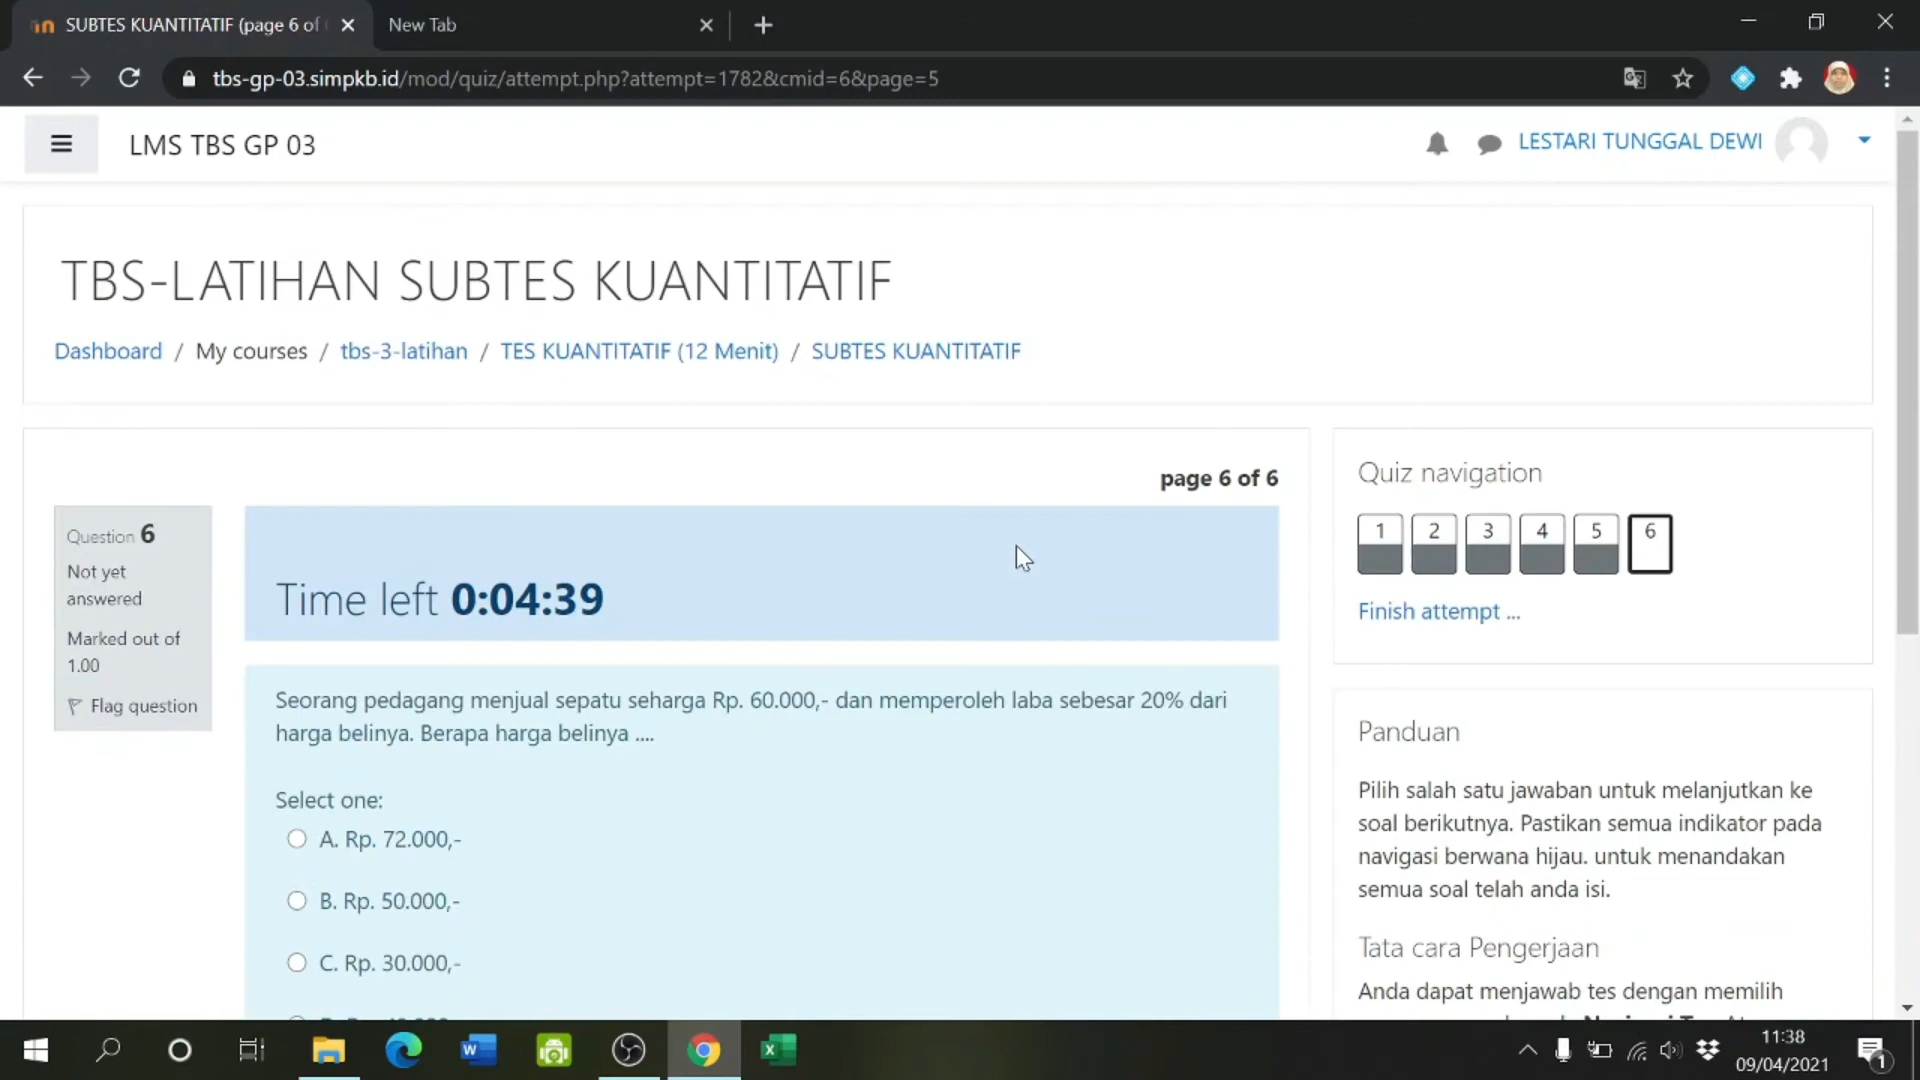 SUBTES KUANTITATIF (page 6 of
New Tab
tbs-gp-03.simpkb.id/mod/quiz/attempt.php?attempt=1782&cmid=6&page=5
LMS TBS GP 03
LESTARI TUNGGAL DEWI
TBS-LATIHAN SUBTES KUANTITATIF
Dashboard / My courses / tbs-3-latihan / TES KUANTITATIF (12 Menit) / SUBTES KUANTITATIF
page 6 of 6
Question 6
Not yet
answered
Marked out of
1.00
Flag question
Time left 0:04:39
Seorang pedagang menjual sepatu seharga Rp. 60.000,- dan memperoleh laba sebesar 20% dari
harga belinya. Berapa harga belinya ....
Select one:
A. Rp. 72.000,-
B. Rp. 50.000,-
C. Rp. 30.000,-
Quiz navigation
1 2 3 4 5 6
Finish attempt ...
Panduan
Pilih salah satu jawaban untuk melanjutkan ke
soal berikutnya. Pastikan semua indikator pada
navigasi berwana hijau. untuk menandakan
semua soal telah anda isi.
Tata cara Pengerjaan
Anda dapat menjawab tes dengan memilih
11:38
09/04/2021
1